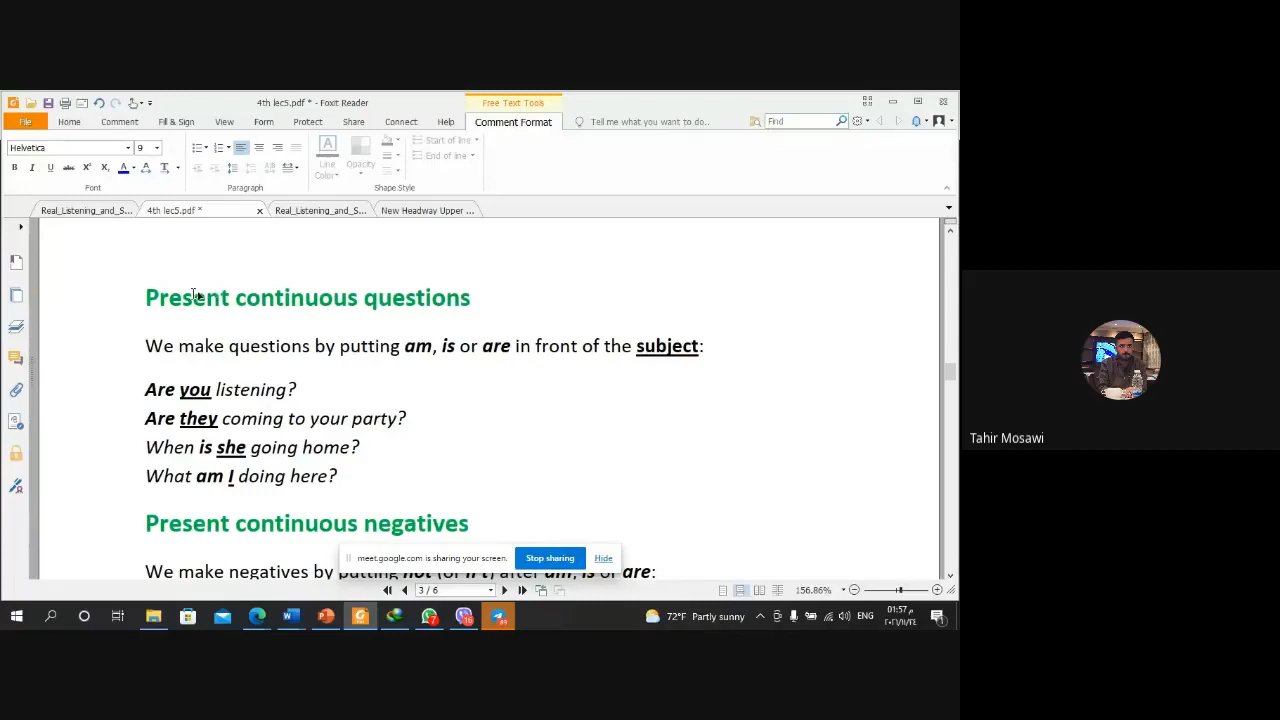 4th lec5.pdf * - Foxit Reader
Free Text Tools
File Home Comment Fill & Sign View Form Protect Share Connect Help Comment Format Tell me what you want to do.. Find
Helvetica 9
Start of line
End of line
Line Color
Opacity
Font Paragraph Shape Style
Real_Listening_and_S... 4th lec5.pdf * Real_Listening_and_S... New Headway Upper ...
Present continuous questions
We make questions by putting am, is or are in front of the subject:
Are you listening?
Are they coming to your party?
When is she going home?
What am I doing here?
Present continuous negatives
We make negatives by putting not (or n't) after am, is or are:
meet.google.com is sharing your screen. Stop sharing Hide
3 / 6 156.86%
72°F Partly sunny ENG 01:57 م
٢٠٢١/١١/٢٤
Tahir Mosawi